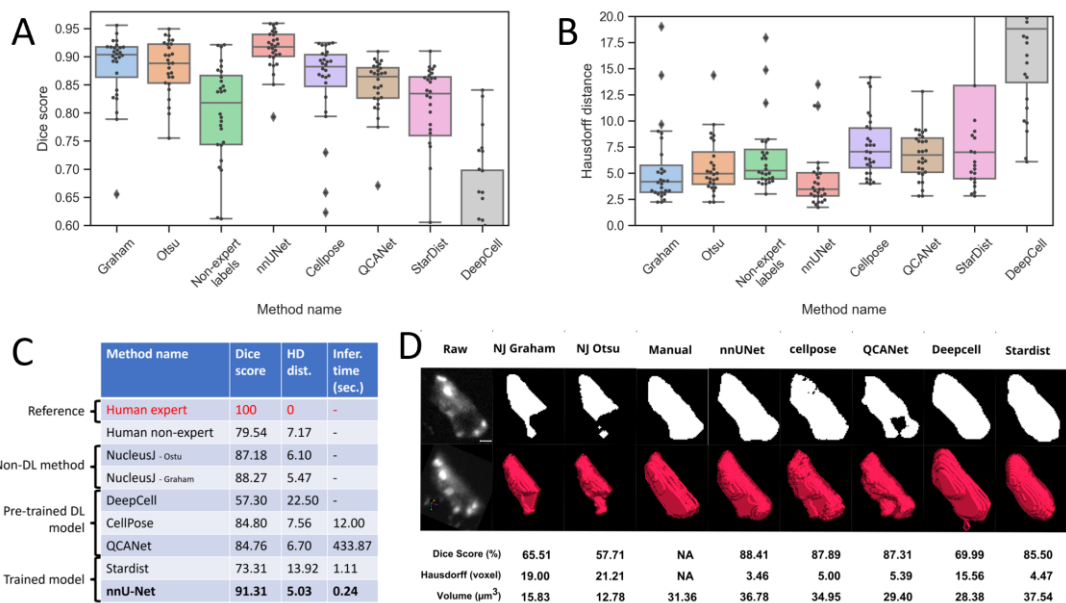 A
Dice score
0.95
0.90
0.85
0.80
0.75
0.70
0.65
0.60
Graham
Otsu
Non-expert
labels
nnUNet
Cellpose
QCANet
StarDist
DeepCell
Method name
B
Hausdorff distance
20.0
17.5
15.0
12.5
10.0
7.5
5.0
2.5
0.0
Graham
Otsu
Non-expert
labels
nnUNet
Cellpose
QCANet
StarDist
DeepCell
Method name
C
Method name Dice score HD dist. Infer. time (sec.)
Reference
Human expert 100 0 -
Human non-expert 79.54 7.17 -
Non-DL method
NucleusJ - Ostu 87.18 6.10 -
NucleusJ - Graham 88.27 5.47 -
Pre-trained DL
model
DeepCell 57.30 22.50 -
CellPose 84.80 7.56 12.00
QCANet 84.76 6.70 433.87
Trained model
Stardist 73.31 13.92 1.11
nnU-Net 91.31 5.03 0.24
D
Raw NJ Graham NJ Otsu Manual nnUNet cellpose QCANet Deepcell Stardist
Dice Score (%) 65.51 57.71 NA 88.41 87.89 87.31 69.99 85.50
Hausdorff (voxel) 19.00 21.21 NA 3.46 5.00 5.39 15.56 4.47
Volume (µm³) 15.83 12.78 31.36 36.78 34.95 29.40 28.38 37.54